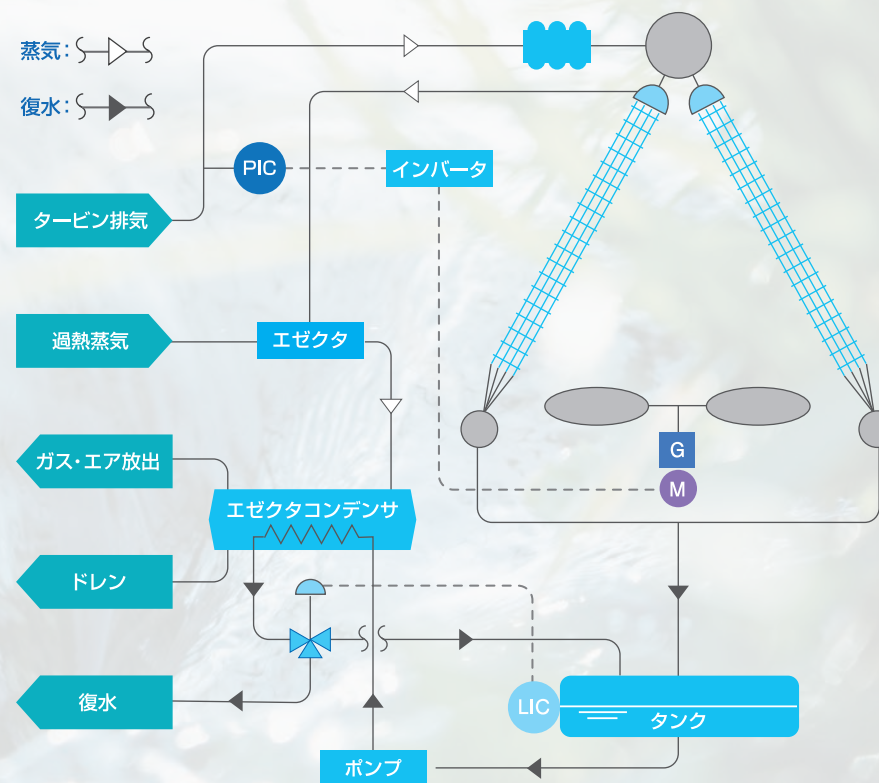 蒸気:
復水:
PIC
インバータ
タービン排気
過熱蒸気
エゼクタ
ガス・エア放出
G
M
エゼクタコンデンサ
ドレン
復水
LIC
タンク
ポンプ